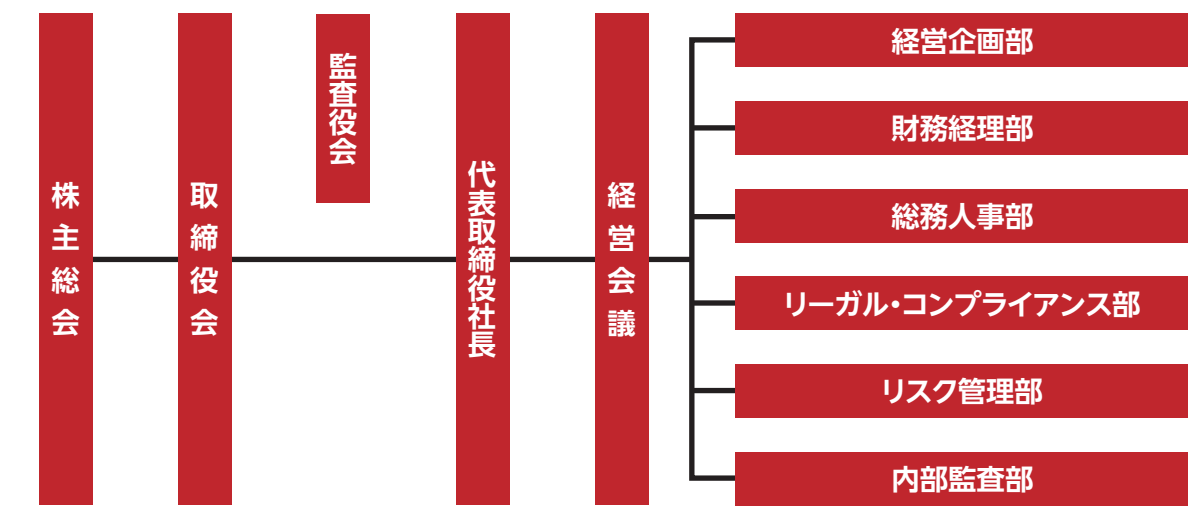 株主総会
取締役会
監査役会
代表取締役社長
経営会議
経営企画部
財務経理部
総務人事部
リーガル・コンプライアンス部
リスク管理部
内部監査部